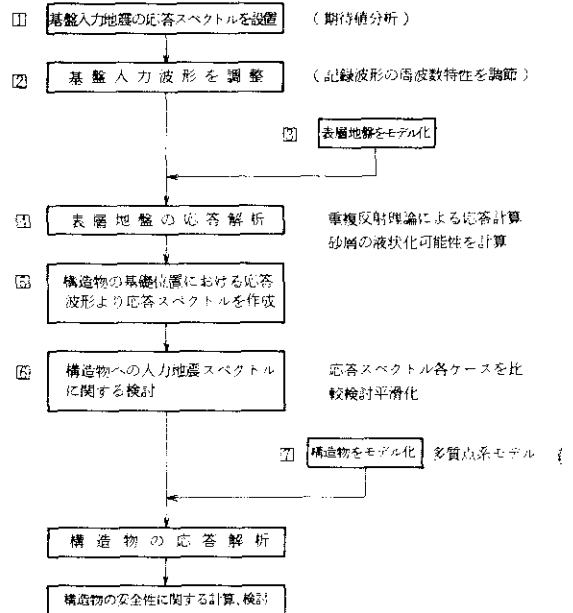 1 基盤入力地震の応答スペクトルを設置 (期待値分析)
2 基盤入力波形を調整 (記録波形の周波数特性を調節)
3 表層地盤をモデル化
4 表層地盤の応答解析 重複反射理論による応答計算
砂層の液状化可能性を計算
5 構造物の基礎位置における応答
波形より応答スペクトルを作成
6 構造物への入力地震スペクトル
に関する検討
応答スペクトル各ケースを比
較検討平滑化
7 構造物をモデル化 多質点系モデル
構造物の応答解析
構造物の安全性に関する計算、検討